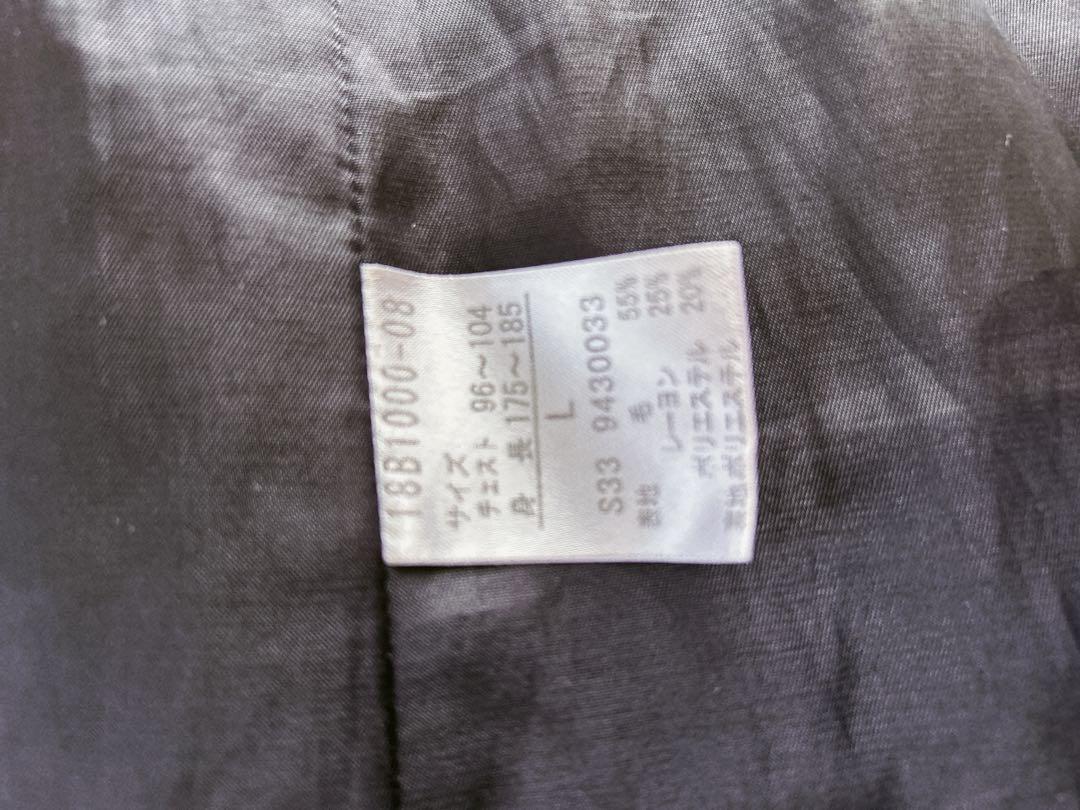 18B1000-08
サイズ
チェスト 96～104
身 長 175～185
L
S33 9430033
表地 毛 55%
レーヨン 25%
ポリエステル 20%
裏地 ポリエステル